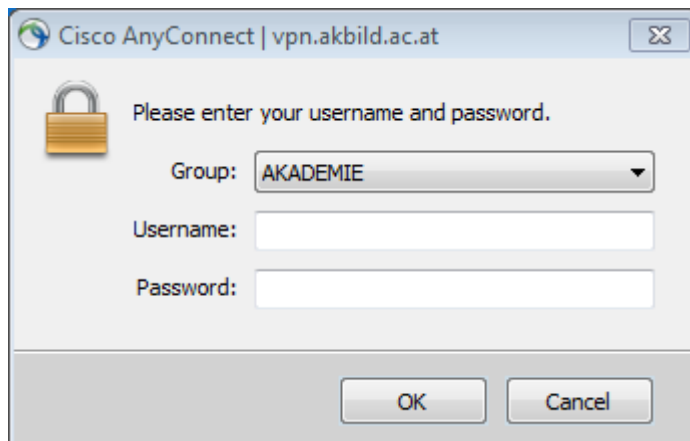 Cisco AnyConnect | vpn.akbild.ac.at
Please enter your username and password.
Group: AKADEMIE
Username:
Password:
OK Cancel